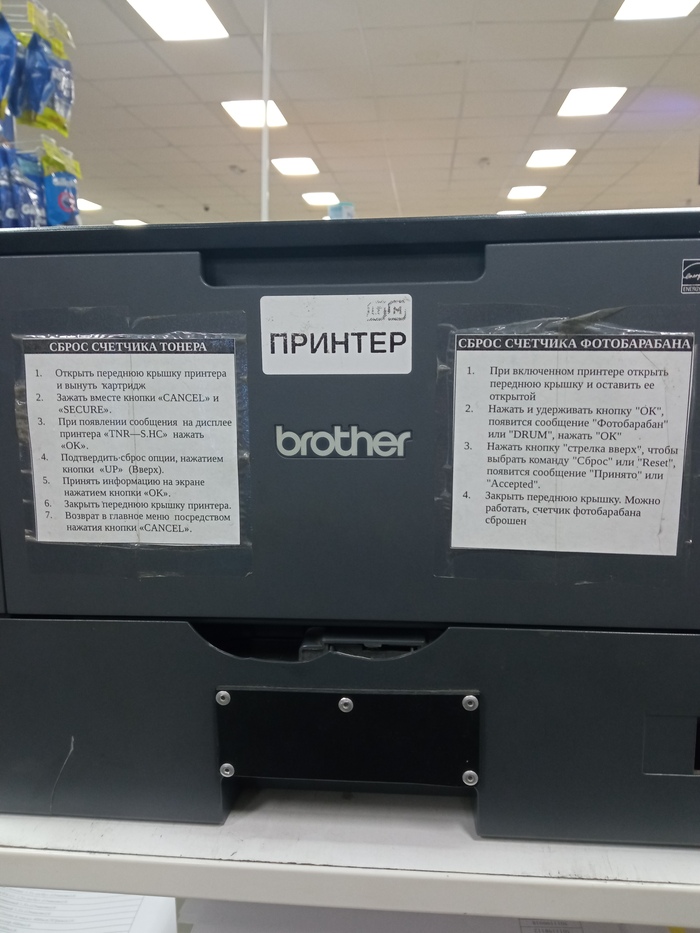 LT M
ПРИНТЕР
brother
СБРОС СЧЕТЧИКА ТОНЕРА
1. Открыть переднюю крышку принтера
и вынуть картридж
2. Зажать вместе кнопки «CANCEL» и
«SECURE».
3. При появлении сообщения на дисплее
принтера «TNR—S.HC» нажать
«OK».
4. Подтвердить сброс опции, нажатием
кнопки «UP» (Вверх).
5. Принять информацию на экране
нажатием кнопки «OK».
6. Закрыть переднюю крышку принтера.
7. Возврат в главное меню посредством
нажатия кнопки «CANCEL».
СБРОС СЧЕТЧИКА ФОТОБАРАБАНА
1. При включенном принтере открыть
переднюю крышку и оставить ее
открытой
2. Нажать и удерживать кнопку "OK",
появится сообщение "Фотобарабан"
или "DRUM", нажать "OK"
3. Нажать кнопку "стрелка вверх", чтобы
выбрать команду "Сброс" или "Reset",
появится сообщение "Принято" или
"Accepted".
4. Закрыть переднюю крышку. Можно
работать, счетчик фотобарабана
сброшен